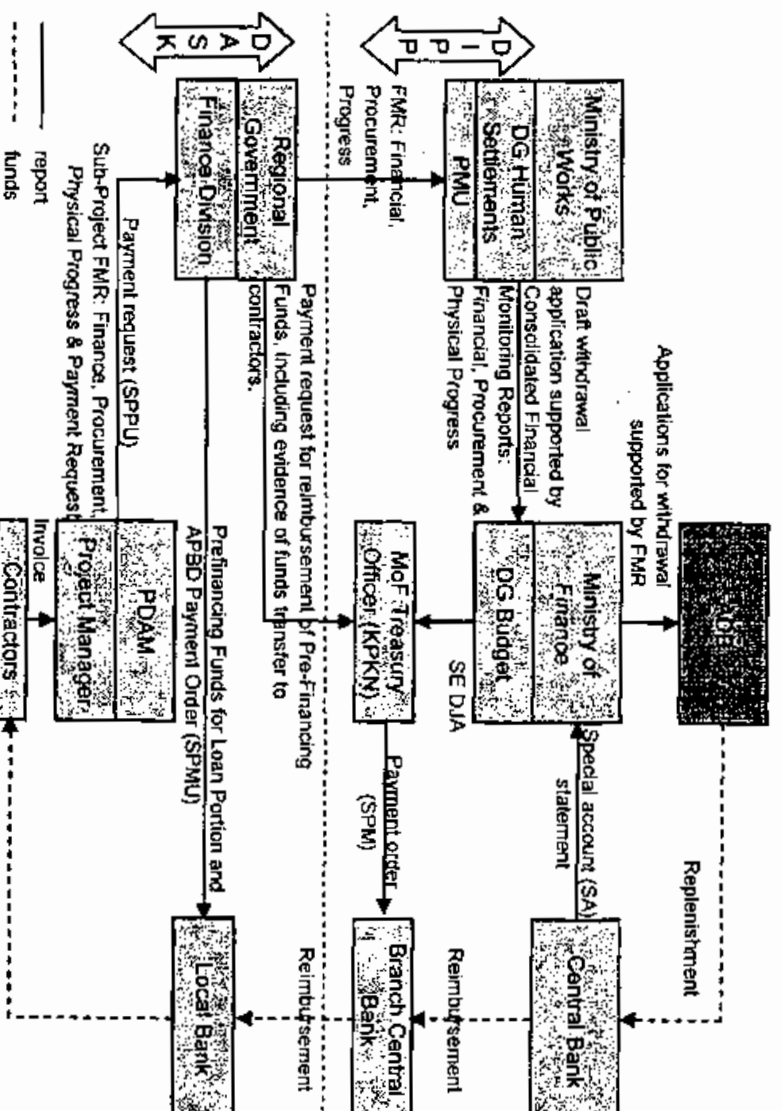 Replenishment
Applications for withdrawal
supported by FMR
Ministry of Public
Works
DG Human
Settlements
PMU
Draft withdrawal
application supported by
Consolidated Financial
Monitoring Reports:
Financial, Procurement &
Physical Progress
Ministry of
Finance
DG Budget
Special account (SA)
statement
Central Bank
D
I
P
P
SE DJA
Reimbursement
FMR: Financial,
Procurement,
Progress
MoF Treasury
Officer (KPKN)
Payment order
(SPM)
Branch Central
Bank
Payment request for reimbursement of Pre-Financing
Funds, including evidence of funds transfer to
contractors.
Reimbursement
D
A
S
K
Regional
Government
Finance Division
Prefinancing Funds for Loan Portion and
APBD Payment Order (SPMU)
Local Bank
Payment request (SPPU)
Sub-Project FMR: Finance, Procurement,
Physical Progress & Payment Request
PDAM
Project Manager
Invoice
Contractors
report
funds